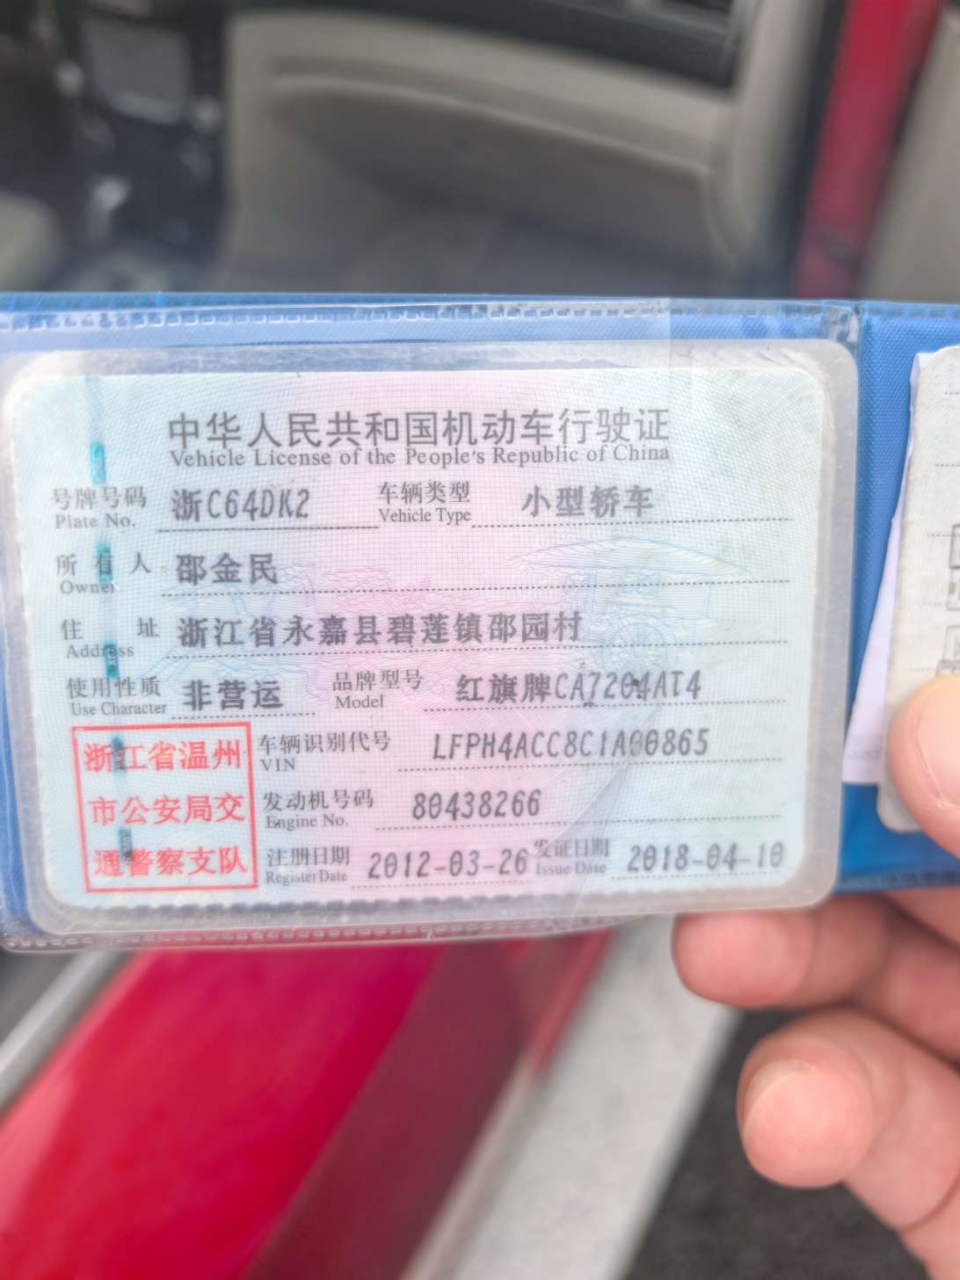 中华人民共和国机动车行驶证
Vehicle License of the People's Republic of China
号牌号码 浙C64DK2 车辆类型 小型轿车
Plate No. Vehicle Type
所有人 邵金民
Owner
住址 浙江省永嘉县碧莲镇邵园村
Address
使用性质 非营运 品牌型号 红旗牌CA7204AT4
Use Character Model
浙江省温州
市公安局交
通警察支队
车辆识别代号 LFPH4ACC8C1A00865
VIN
发动机号码 80438266
Engine No.
注册日期 2012-03-26 发证日期 2018-04-10
Register Date Issue Date